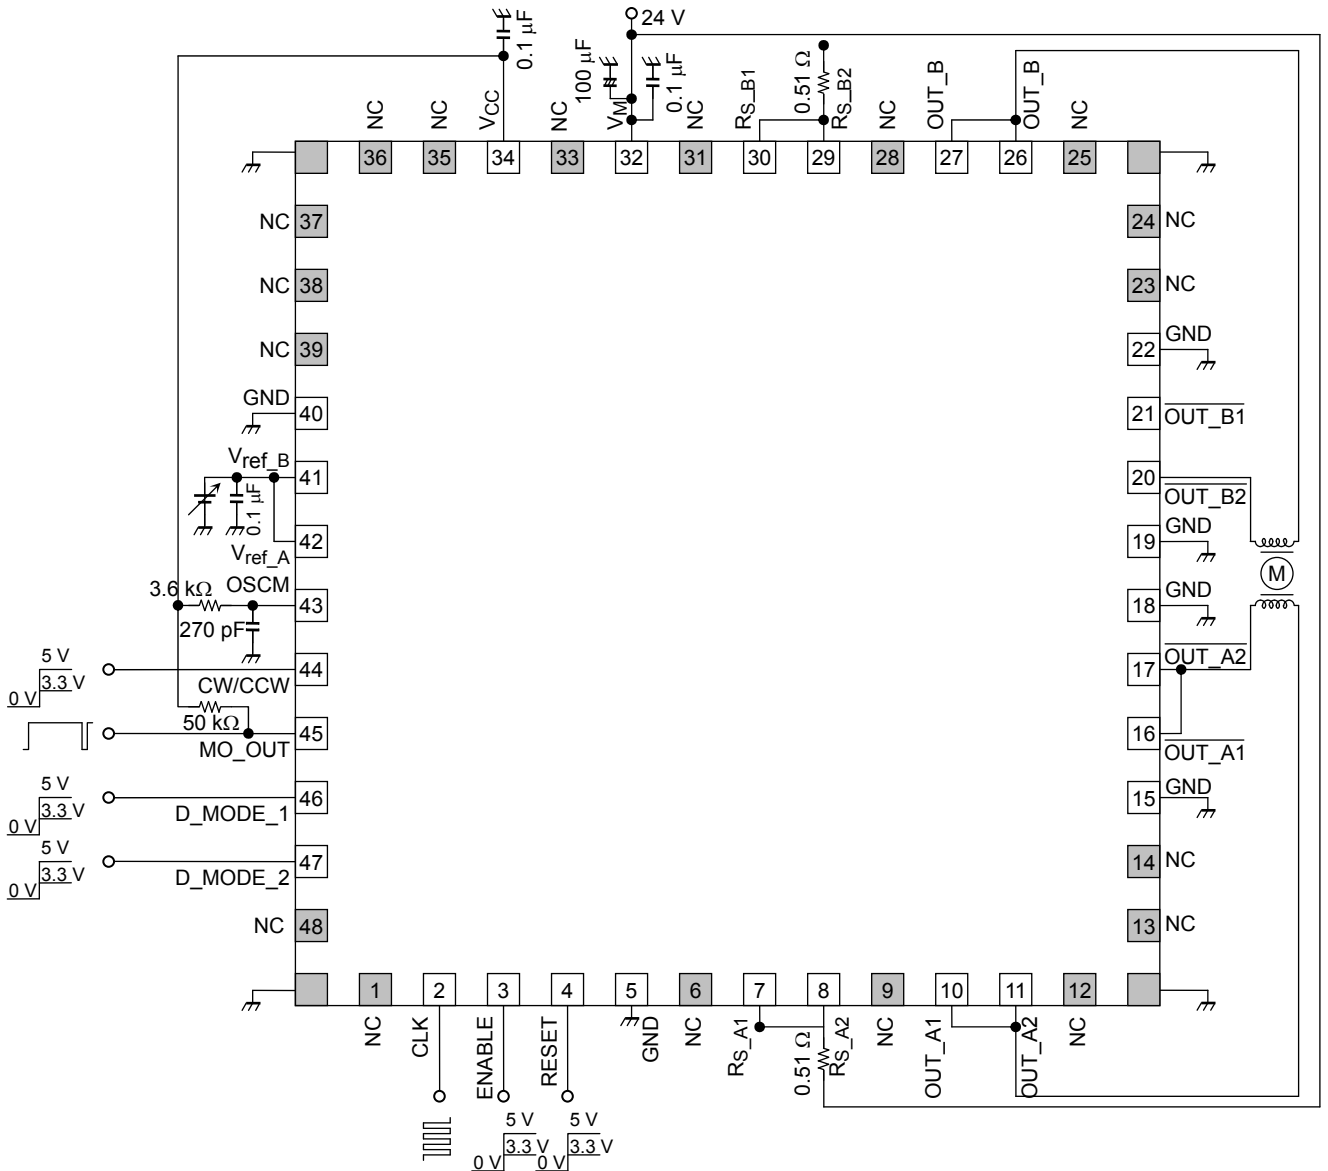 24 V
0.1 μF
100 μF
0.1 μF
0.51 Ω
NC
NC
VCC
NC
VM
NC
RS_B1
RS_B2
NC
OUT_B
OUT_B
NC
36
35
34
33
32
31
30
29
28
27
26
25
NC 37
NC 38
NC 39
GND
40
Vref_B
41
0.1 μF
42
Vref_A
3.6 kΩ
OSCM
43
270 pF
5 V
3.3 V
0 V
44
CW/CCW
50 kΩ
45
MO_OUT
5 V
3.3 V
0 V
46
D_MODE_1
5 V
3.3 V
0 V
47
D_MODE_2
NC 48
24 NC
23 NC
GND
22
21
OUT_B1
20
OUT_B2
GND
19
M
GND
18
OUT_A2
17
16
OUT_A1
GND
15
14 NC
13 NC
1
2
3
4
5
6
7
8
9
10
11
12
NC
CLK
ENABLE
RESET
GND
NC
RS_A1
0.51 Ω
RS_A2
NC
OUT_A1
OUT_A2
NC
5 V
3.3 V
0 V
5 V
3.3 V
0 V